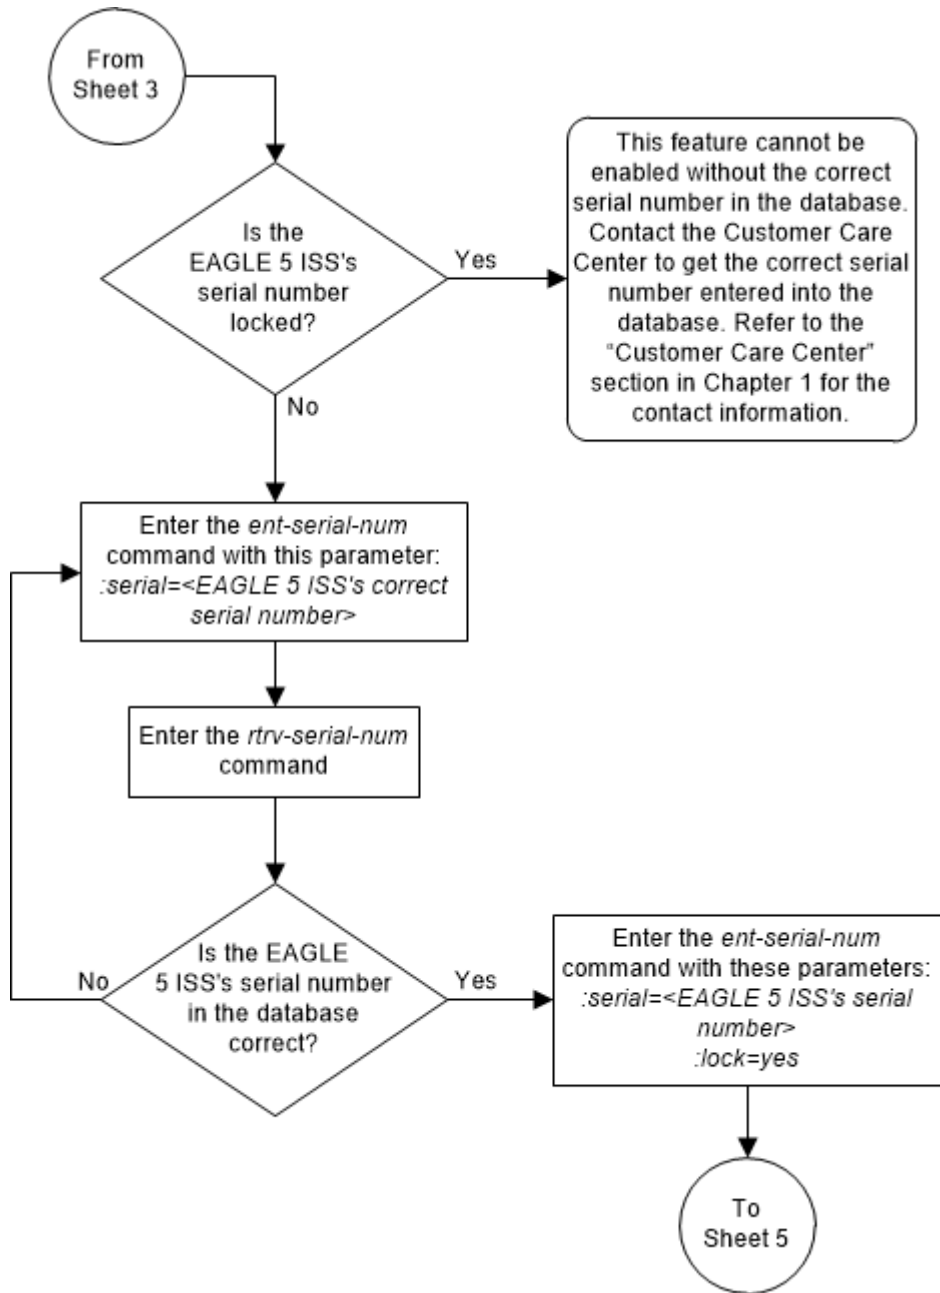 From
Sheet 3
Is the
EAGLE 5 ISS's
serial number
locked?
Yes
This feature cannot be
enabled without the correct
serial number in the database.
Contact the Customer Care
Center to get the correct serial
number entered into the
database. Refer to the
“Customer Care Center”
section in Chapter 1 for the
contact information.
No
Enter the ent-serial-num
command with this parameter:
:serial=<EAGLE 5 ISS's correct
serial number>
Enter the rtrv-serial-num
command
Is the EAGLE
5 ISS's serial number
in the database
correct?
No
Yes
Enter the ent-serial-num
command with these parameters:
:serial=<EAGLE 5 ISS's serial
number>
:lock=yes
To
Sheet 5